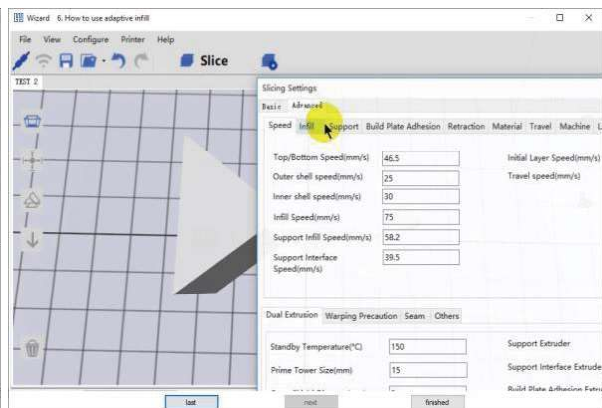 Wizard 6. How to use adaptive infill
File View Configure Printer Help
Slice
TEST 2
Slicing Settings
Basic Advanced
Speed Infill Support Build Plate Adhesion Retraction Material Travel Machine L
Top/Bottom Speed(mm/s) 46.5 Initial Layer Speed(mm/s)
Outer shell speed(mm/s) 25 Travel speed(mm/s)
Inner shell speed(mm/s) 30
Infill Speed(mm/s) 75
Support Infill Speed(mm/s) 58.2
Support Interface Speed(mm/s) 39.5
Dual Extrusion Warping Precaution Seam Others
Standby Temperature(°C) 150 Support Extruder
Prime Tower Size(mm) 15 Support Interface Extrude
Build Plate Adhesion Extru
last next finished